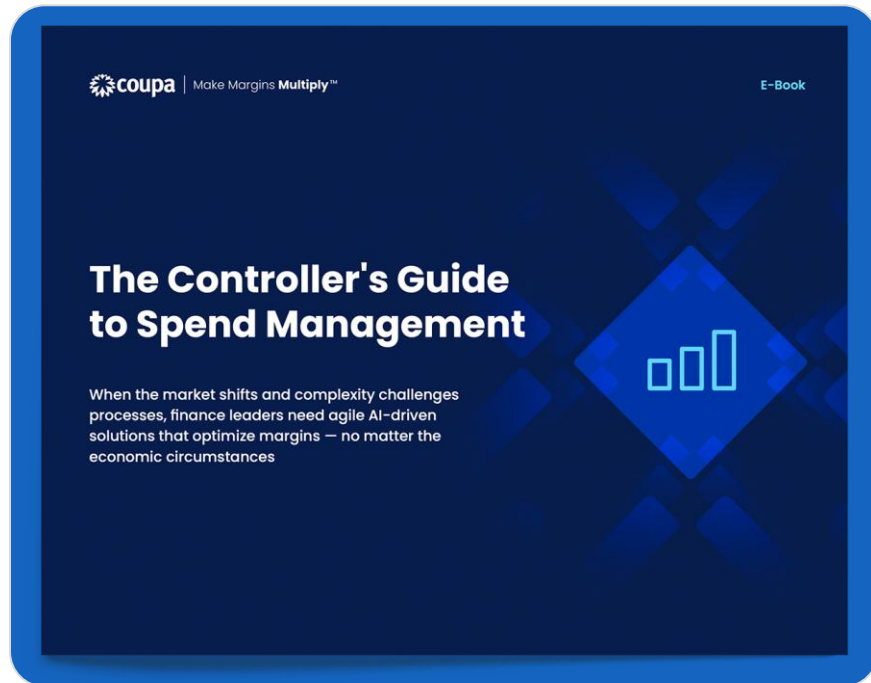 coupa | Make Margins Multiply™
E-Book
The Controller's Guide
to Spend Management
When the market shifts and complexity challenges
processes, finance leaders need agile AI-driven
solutions that optimize margins — no matter the
economic circumstances